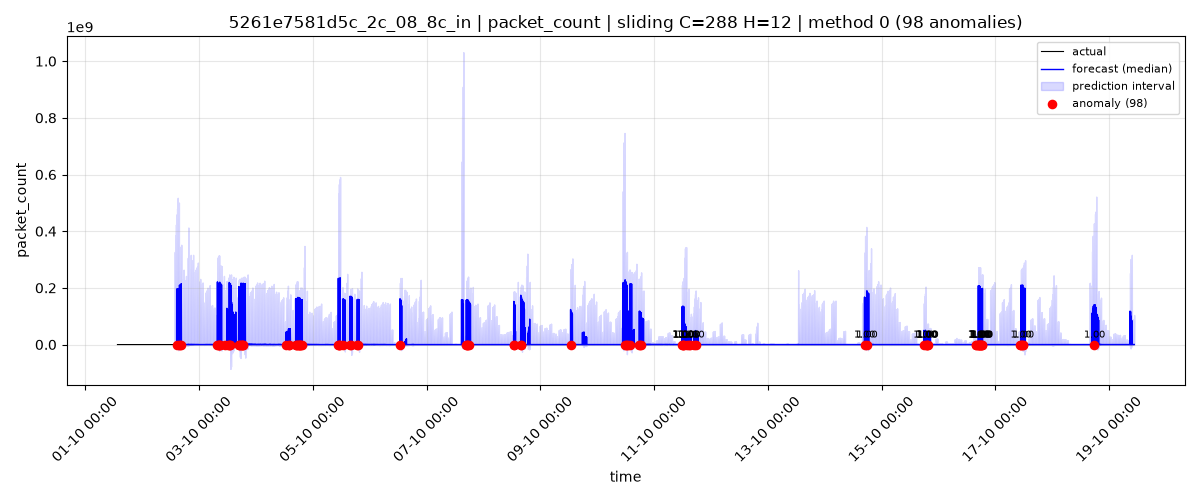 5261e7581d5c_2c_08_8c_in | packet_count | sliding C=288 H=12 | method 0 (98 anomalies)
1e9
actual
forecast (median)
prediction interval
anomaly (98)
1.0
0.8
0.6
0.4
0.2
0.0
packet_count
1.00
01-10 00:00
03-10 00:00
05-10 00:00
07-10 00:00
09-10 00:00
11-10 00:00
13-10 00:00
15-10 00:00
17-10 00:00
19-10 00:00
time